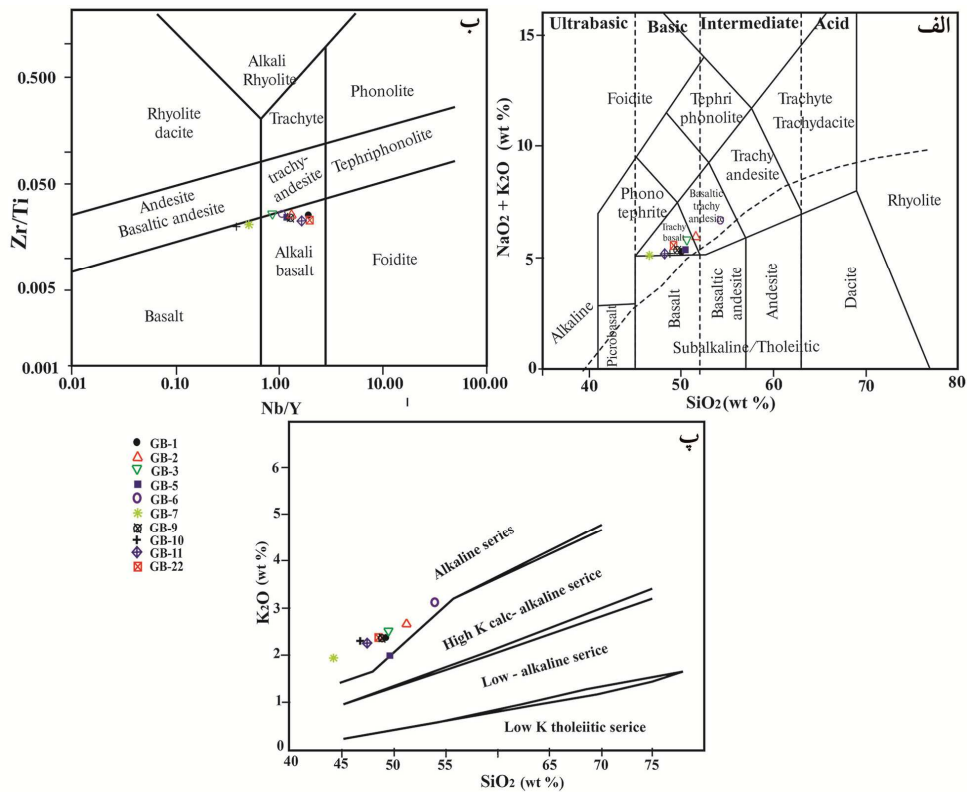 ب
0.500
0.050
0.005
0.001
Zr/Ti
0.01
0.10
1.00
10.00
100.00
Nb/Y
Alkali
Rhyolite
Phonolite
Rhyolite
dacite
Trachyte
Tephriphonolite
trachy-
andesite
Andesite
Basaltic andesite
Alkali
basalt
Foidite
Basalt
الف
Ultrabasic
Basic
Intermediate
Acid
15
10
5
0
NaO2 + K2O (wt %)
40
50
60
70
80
SiO2 (wt %)
Foidite
Tephri
phonolite
Trachyte
Trachydacite
Trachy
andesite
Phono
tephrite
Basaltic
trachy
andesite
Trachy
basalt
Rhyolite
Alkaline
Picrobasalt
Basalt
Basaltic
andesite
Andesite
Dacite
Subalkaline/Tholeiitic
GB-1
GB-2
GB-3
GB-5
GB-6
GB-7
GB-9
GB-10
GB-11
GB-22
پ
6
5
4
3
2
1
0
K2O (wt %)
40
45
50
55
65
70
75
SiO2 (wt %)
Alkaline series
High K calc- alkaline serice
Low - alkaline serice
Low K tholeiitic serice